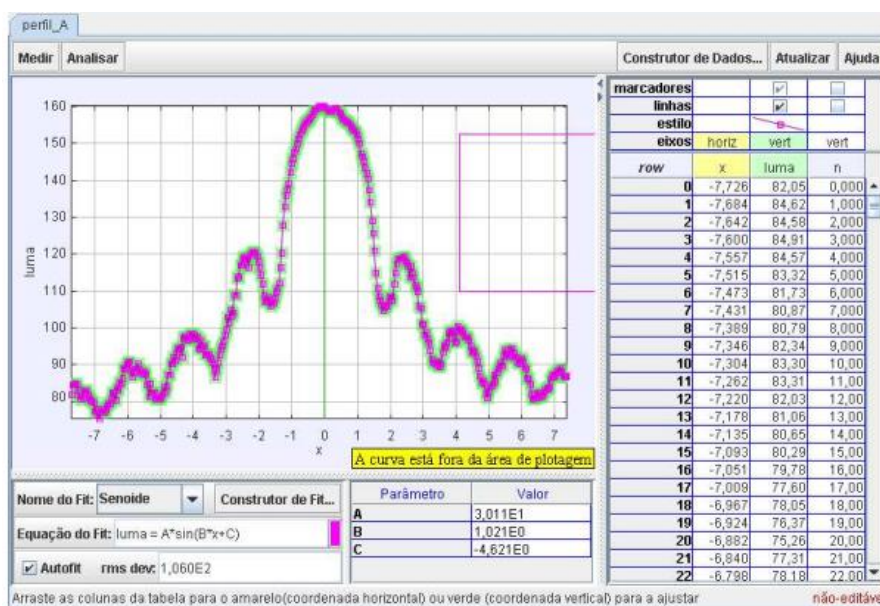 perfil_A
Medir Analisar Construtor de Dados... Atualizar Ajuda
marcadores
linhas
estilo
eixos horiz vert vert
row x luma n
0 -7,726 82,05 0,000
1 -7,684 84,62 1,000
2 -7,642 84,58 2,000
3 -7,600 84,91 3,000
4 -7,557 84,57 4,000
5 -7,515 83,32 5,000
6 -7,473 81,73 6,000
7 -7,431 80,87 7,000
8 -7,389 80,79 8,000
9 -7,346 82,34 9,000
10 -7,304 83,30 10,00
11 -7,262 83,31 11,00
12 -7,220 82,03 12,00
13 -7,178 81,06 13,00
14 -7,135 80,65 14,00
15 -7,093 80,29 15,00
16 -7,051 79,78 16,00
17 -7,009 77,60 17,00
18 -6,967 78,05 18,00
19 -6,924 76,37 19,00
20 -6,882 75,26 20,00
21 -6,840 77,31 21,00
22 -6,798 78,18 22,00
160
150
140
130
120
110
100
90
80
luma
-7 -6 -5 -4 -3 -2 -1 0 1 2 3 4 5 6 7
x
A curva está fora da área de plotagem
Nome do Fit: Senoide Construtor de Fit...
Equação do Fit: luma = A*sin(B*x+C)
Autofit rms dev: 1,060E2
Parâmetro Valor
A 3,011E1
B 1,021E0
C -4,621E0
Arraste as colunas da tabela para o amarelo(coordenada horizontal) ou verde (coordenada vertical) para a ajustar não-editáve